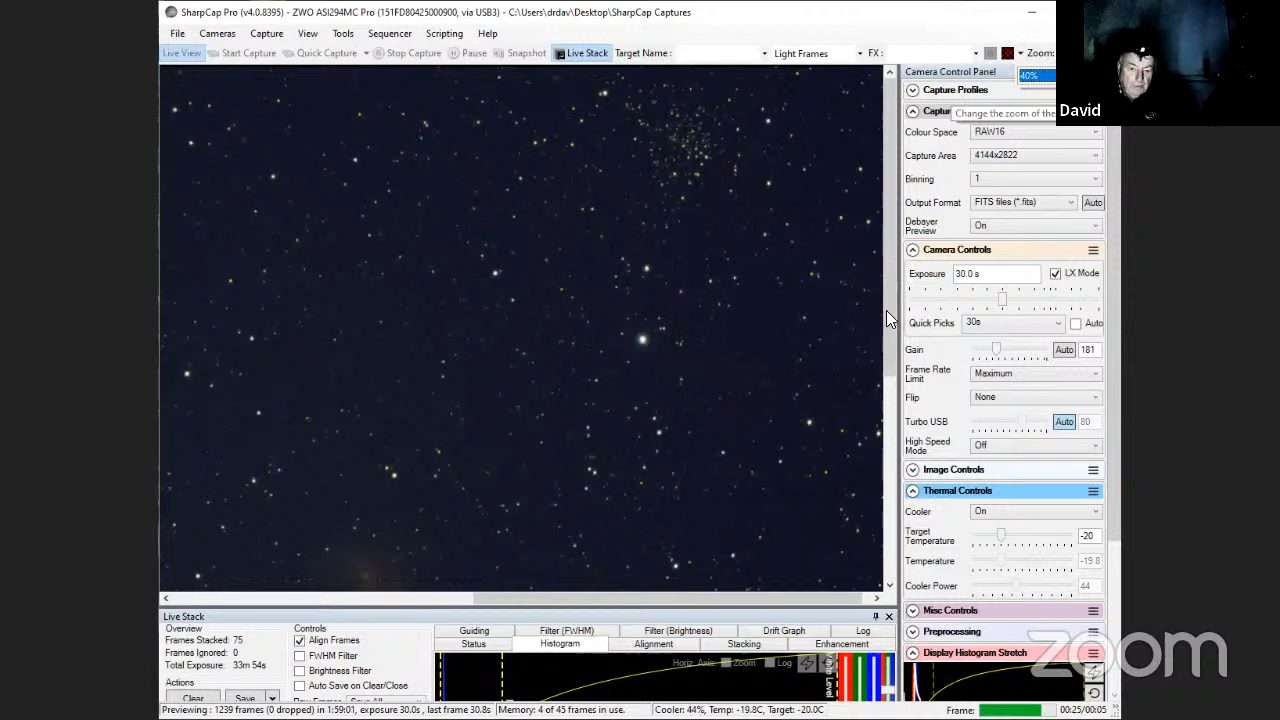 SharpCap Pro (v4.0.8395) - ZWO ASI294MC Pro (151FD80425000900, via USB3) - C:\Users\drdav\Desktop\SharpCap Captures
File Cameras Capture View Tools Sequencer Scripting Help
Live View Start Capture Quick Capture Stop Capture Pause Snapshot Live Stack Target Name : Light Frames FX : Zoom:
Camera Control Panel 40%
Capture Profiles
David
Captur Change the zoom of the
Colour Space RAW16
Capture Area 4144x2822
Binning 1
Output Format FITS files (*.fits) Auto
Debayer Preview On
Camera Controls
Exposure 30.0 s LX Mode
Quick Picks 30s Auto
Gain Auto 181
Frame Rate Limit Maximum
Flip None
Turbo USB Auto 80
High Speed Mode Off
Image Controls
Thermal Controls
Cooler On
Target Temperature -20
Temperature -19.8
Cooler Power 44
Misc Controls
Preprocessing
Display Histogram Stretch
zoom
Live Stack
Overview
Frames Stacked: 75
Frames Ignored: 0
Total Exposure: 33m 54s
Actions
Clear Save
Controls
Align Frames
FWHM Filter
Brightness Filter
Auto Save on Clear/Close
Guiding Filter (FWHM) Filter (Brightness) Drift Graph Log
Status Histogram Alignment Stacking Enhancement
Horiz. Axis: Zoom Log
Previewing : 1239 frames (0 dropped) in 1:59:01, exposure 30.0s , last frame 30.8s Memory: 4 of 45 frames in use. Cooler: 44%, Temp: -19.8C, Target: -20.0C Frame: 00:25/00:05